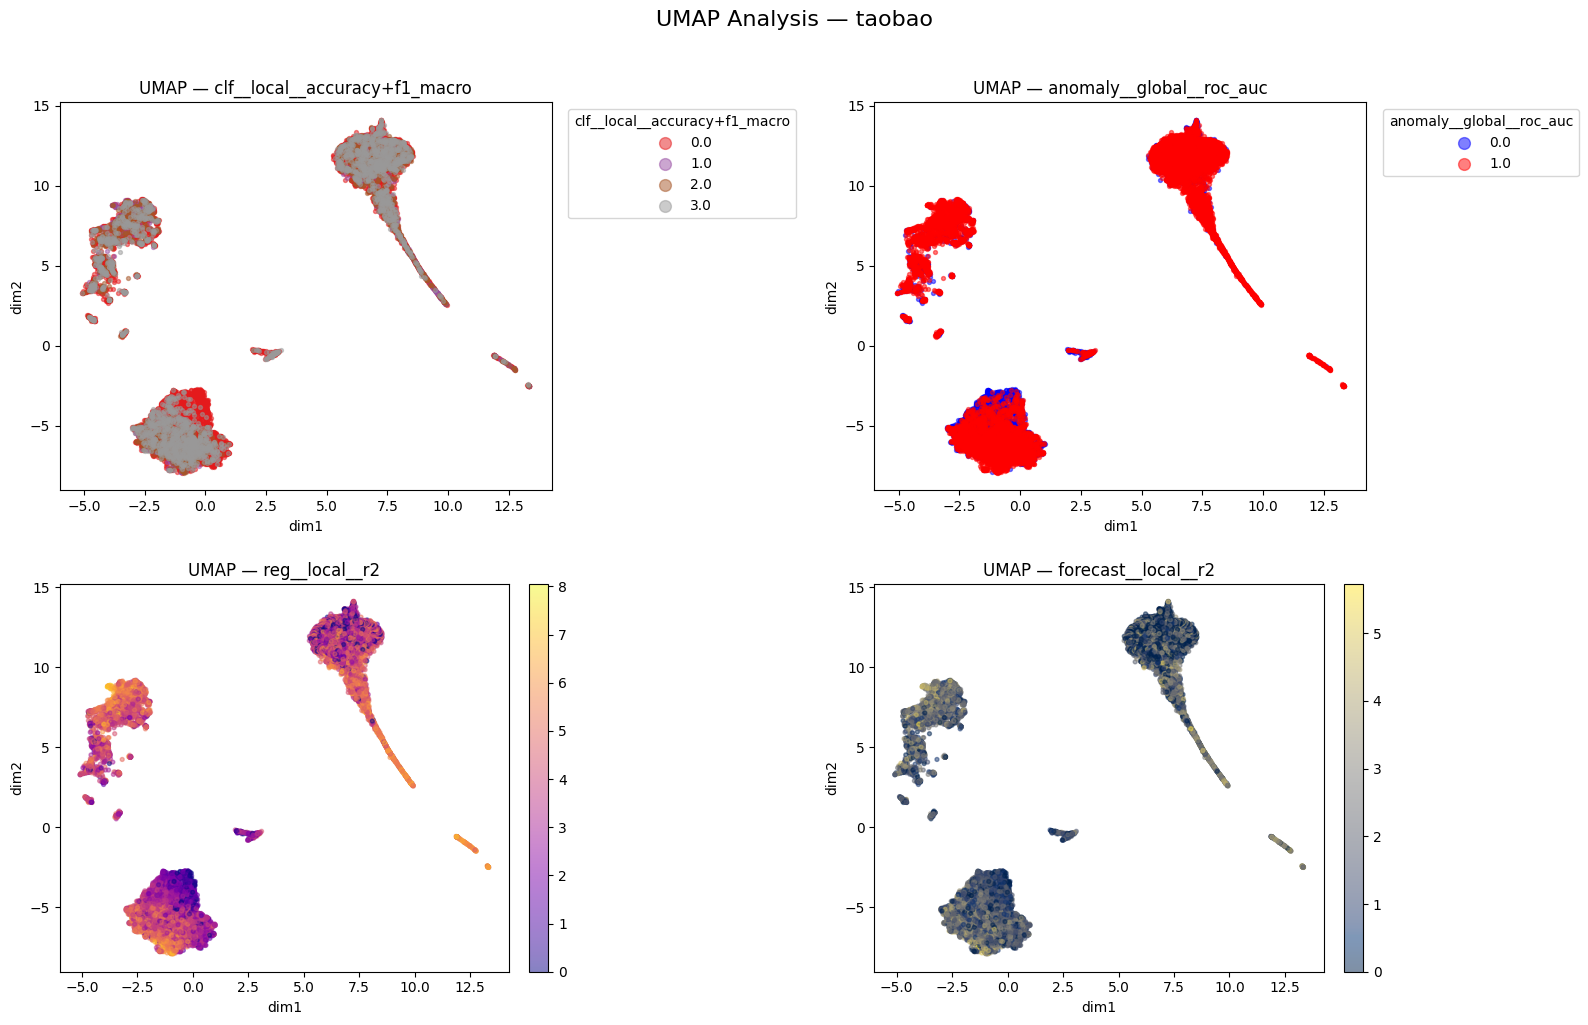 UMAP Analysis — taobao
UMAP — clf__local__accuracy+f1_macro
15
10
5
0
−5
dim2
−5.0 −2.5 0.0 2.5 5.0 7.5 10.0 12.5
dim1
clf__local__accuracy+f1_macro
0.0
1.0
2.0
3.0
UMAP — anomaly__global__roc_auc
15
10
5
0
−5
dim2
−5.0 −2.5 0.0 2.5 5.0 7.5 10.0 12.5
dim1
anomaly__global__roc_auc
0.0
1.0
UMAP — reg__local__r2
15
10
5
0
−5
dim2
−5.0 −2.5 0.0 2.5 5.0 7.5 10.0 12.5
dim1
8
7
6
5
4
3
2
1
0
UMAP — forecast__local__r2
15
10
5
0
−5
dim2
−5.0 −2.5 0.0 2.5 5.0 7.5 10.0 12.5
dim1
5
4
3
2
1
0